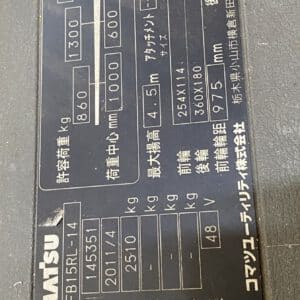 MATSU
FB15RL-14
145351
2011/4
2510 kg
- kg
- kg
48 V
許容荷重 kg 860 1300
荷重中心 mm 1000 600
最大揚高 4.5m
アタッチメント
サイズ
前輪 254X114
後輪 360X180
前輪輪距 975 mm
栃木県小山市横倉新田
コマツユーティリティ株式会社